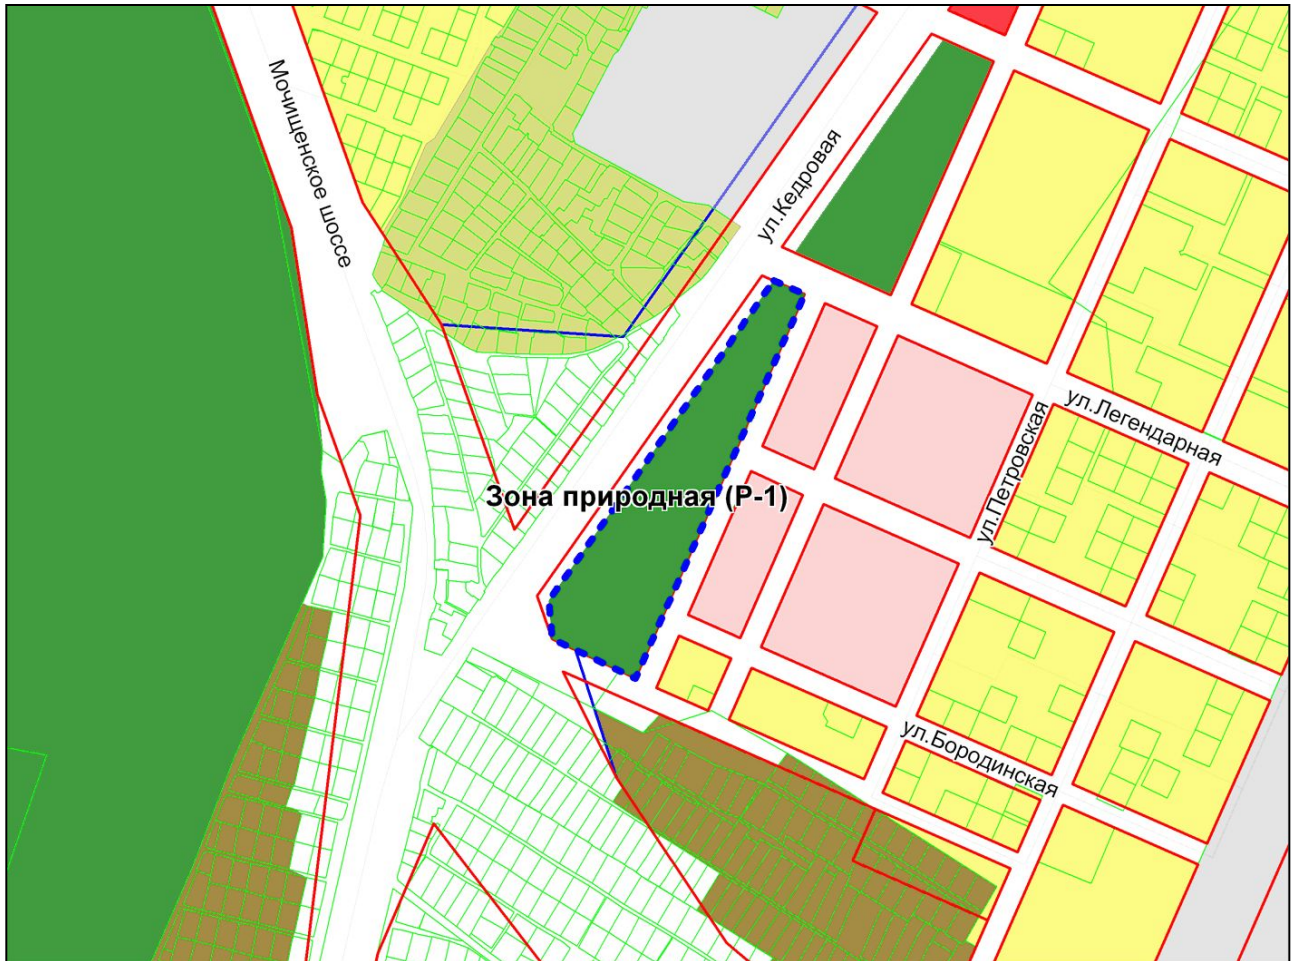 Мочищенское шоссе
ул.Кедровая
ул.Легендарная
ул.Петровская
Зона природная (Р-1)
ул.Бородинская